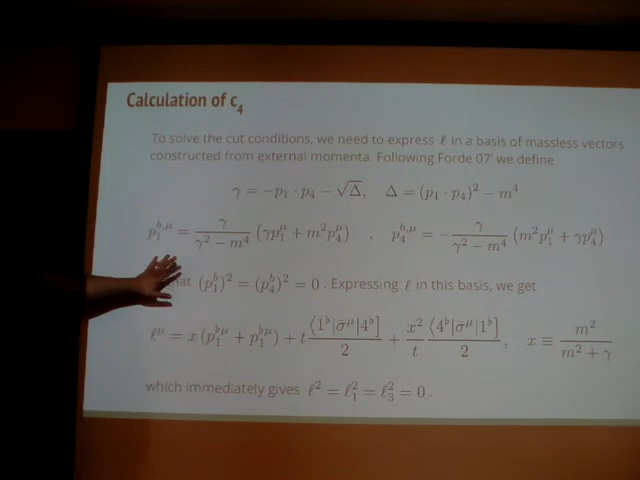 Calculation of c₄
To solve the cut conditions, we need to express ℓ in a basis of massless vectors
constructed from external momenta. Following Forde 07' we define
γ = −p₁ · p₄ − √Δ, Δ = (p₁ · p₄)² − m⁴
p₁^{b,μ} = γ/(γ² − m⁴) (γp₁^μ + m²p₄^μ) , p₄^{b,μ} = −γ/(γ² − m⁴) (m²p₁^μ + γp₄^μ)
hat (p₁^b)² = (p₄^b)² = 0. Expressing ℓ in this basis, we get
ℓ^μ = x(p₁^{bμ} + p₁^{bμ}) + t ⟨1^b|σ̄^μ|4^b]/2 + x²/t ⟨4^b|σ̄^μ|1^b]/2, x ≡ m²/(m² + γ)
which immediately gives ℓ² = ℓ₁² = ℓ₃² = 0.